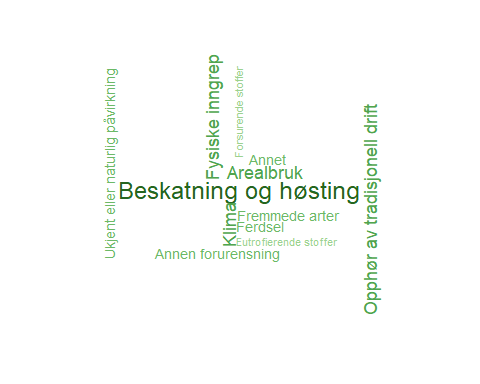 Ukjent eller naturlig påvirkning
Fysiske inngrep
Forsurende stoffer
Annet
Arealbruk
Beskatning og høsting
Klima
Fremmede arter
Ferdsel
Eutrofierende stoffer
Annen forurensning
Opphør av tradisjonell drift